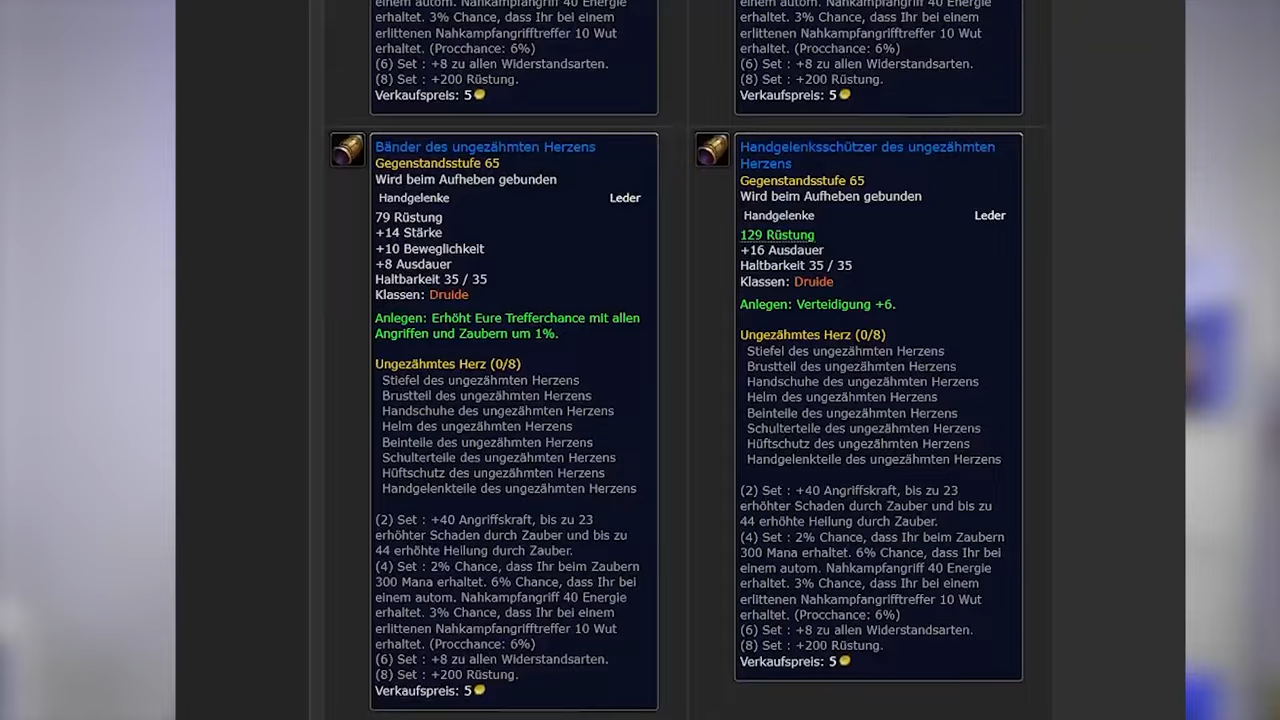 einem autom. Nahkampfangriff 40 Energie
erhaltet. 3% Chance, dass Ihr bei einem
erlittenen Nahkampfangrifftreffer 10 Wut
erhaltet. (Procchance: 6%)
(6) Set : +8 zu allen Widerstandsarten.
(8) Set : +200 Rüstung.
Verkaufspreis: 5
einem autom. Nahkampfangriff 40 Energie
erhaltet. 3% Chance, dass Ihr bei einem
erlittenen Nahkampfangrifftreffer 10 Wut
erhaltet. (Procchance: 6%)
(6) Set : +8 zu allen Widerstandsarten.
(8) Set : +200 Rüstung.
Verkaufspreis: 5
Bänder des ungezähmten Herzens
Gegenstandsstufe 65
Wird beim Aufheben gebunden
Handgelenke Leder
79 Rüstung
+14 Stärke
+10 Beweglichkeit
+8 Ausdauer
Haltbarkeit 35 / 35
Klassen: Druide
Anlegen: Erhöht Eure Trefferchance mit allen
Angriffen und Zaubern um 1%.
Ungezähmtes Herz (0/8)
Stiefel des ungezähmten Herzens
Brustteil des ungezähmten Herzens
Handschuhe des ungezähmten Herzens
Helm des ungezähmten Herzens
Beinteile des ungezähmten Herzens
Schulterteile des ungezähmten Herzens
Hüftschutz des ungezähmten Herzens
Handgelenkteile des ungezähmten Herzens
(2) Set : +40 Angriffskraft, bis zu 23
erhöhter Schaden durch Zauber und bis zu
44 erhöhte Heilung durch Zauber.
(4) Set : 2% Chance, dass Ihr beim Zaubern
300 Mana erhaltet. 6% Chance, dass Ihr bei
einem autom. Nahkampfangriff 40 Energie
erhaltet. 3% Chance, dass Ihr bei einem
erlittenen Nahkampfangrifftreffer 10 Wut
erhaltet. (Procchance: 6%)
(6) Set : +8 zu allen Widerstandsarten.
(8) Set : +200 Rüstung.
Verkaufspreis: 5
Handgelenksschützer des ungezähmten
Herzens
Gegenstandsstufe 65
Wird beim Aufheben gebunden
Handgelenke Leder
129 Rüstung
+16 Ausdauer
Haltbarkeit 35 / 35
Klassen: Druide
Anlegen: Verteidigung +6.
Ungezähmtes Herz (0/8)
Stiefel des ungezähmten Herzens
Brustteil des ungezähmten Herzens
Handschuhe des ungezähmten Herzens
Helm des ungezähmten Herzens
Beinteile des ungezähmten Herzens
Schulterteile des ungezähmten Herzens
Hüftschutz des ungezähmten Herzens
Handgelenkteile des ungezähmten Herzens
(2) Set : +40 Angriffskraft, bis zu 23
erhöhter Schaden durch Zauber und bis zu
44 erhöhte Heilung durch Zauber.
(4) Set : 2% Chance, dass Ihr beim Zaubern
300 Mana erhaltet. 6% Chance, dass Ihr bei
einem autom. Nahkampfangriff 40 Energie
erhaltet. 3% Chance, dass Ihr bei einem
erlittenen Nahkampfangrifftreffer 10 Wut
erhaltet. (Procchance: 6%)
(6) Set : +8 zu allen Widerstandsarten.
(8) Set : +200 Rüstung.
Verkaufspreis: 5